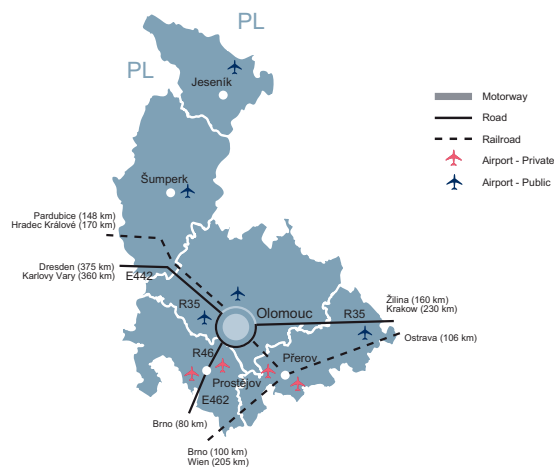 PL
PL
Jeseník
Motorway
Road
Railroad
Airport - Private
Airport - Public
Šumperk
Pardubice (148 km)
Hradec Králové (170 km)
Dresden (375 km)
Karlovy Vary (360 km)
E442
R35
Olomouc
R35
Žilina (160 km)
Krakow (230 km)
Ostrava (106 km)
R46
Přerov
Prostějov
E462
Brno (80 km)
Brno (100 km)
Wien (205 km)